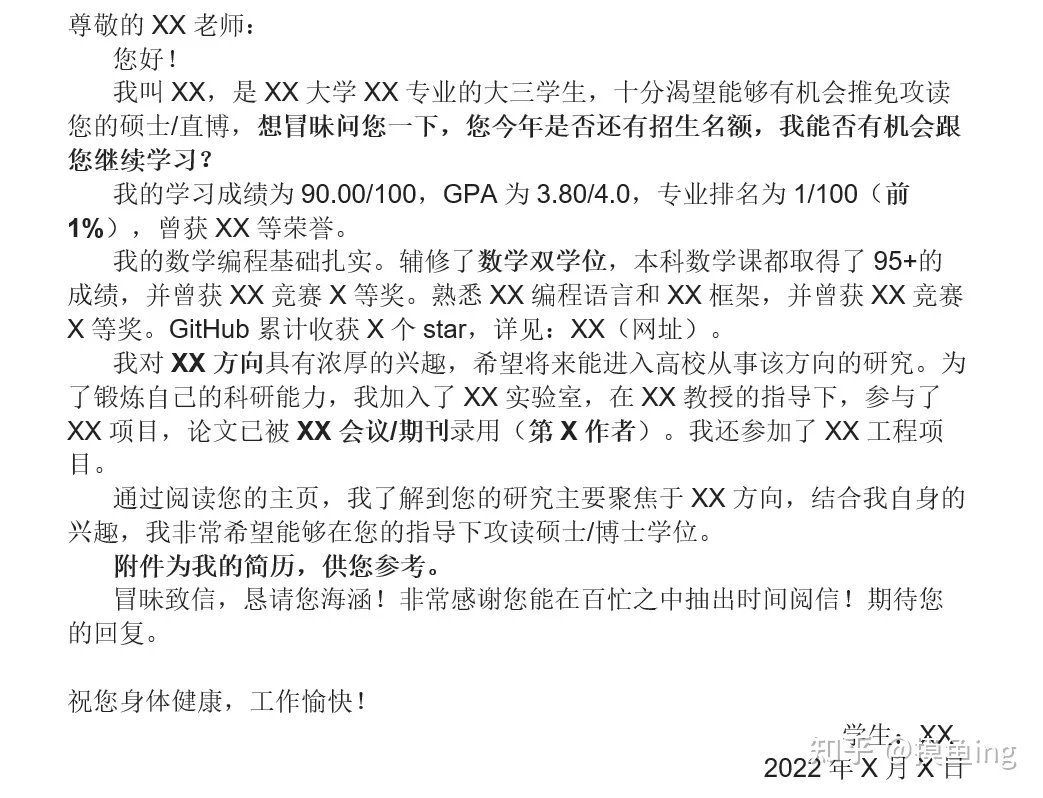 尊敬的 XX 老师：
您好！
我叫 XX，是 XX 大学 XX 专业的大三学生，十分渴望能够有机会推免攻读
您的硕士/直博，想冒昧问您一下，您今年是否还有招生名额，我能否有机会跟
您继续学习？
我的学习成绩为 90.00/100，GPA 为 3.80/4.0，专业排名为 1/100（前
1%），曾获 XX 等荣誉。
我的数学编程基础扎实。辅修了数学双学位，本科数学课都取得了 95+的
成绩，并曾获 XX 竞赛 X 等奖。熟悉 XX 编程语言和 XX 框架，并曾获 XX 竞赛
X 等奖。GitHub 累计收获 X 个 star，详见：XX（网址）。
我对 XX 方向具有浓厚的兴趣，希望将来能进入高校从事该方向的研究。为
了锻炼自己的科研能力，我加入了 XX 实验室，在 XX 教授的指导下，参与了
XX 项目，论文已被 XX 会议/期刊录用（第 X 作者）。我还参加了 XX 工程项
目。
通过阅读您的主页，我了解到您的研究主要聚焦于 XX 方向，结合我自身的
兴趣，我非常希望能够在您的指导下攻读硕士/博士学位。
附件为我的简历，供您参考。
冒昧致信，恳请您海涵！非常感谢您能在百忙之中抽出时间阅信！期待您
的回复。
祝您身体健康，工作愉快！
学生：XX
知乎 @摸鱼ing
2022 年 X 月 X 日